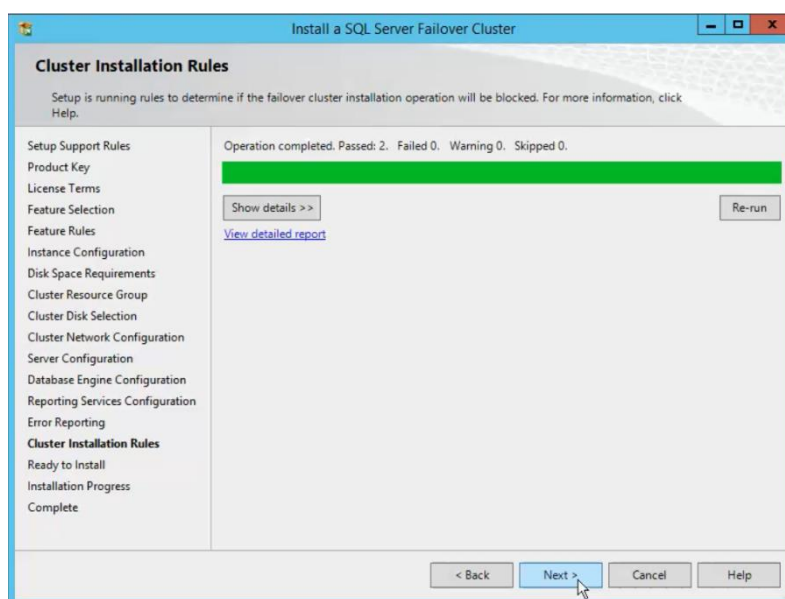 Install a SQL Server Failover Cluster
Cluster Installation Rules
Setup is running rules to determine if the failover cluster installation operation will be blocked. For more information, click
Help.
Setup Support Rules
Product Key
License Terms
Feature Selection
Feature Rules
Instance Configuration
Disk Space Requirements
Cluster Resource Group
Cluster Disk Selection
Cluster Network Configuration
Server Configuration
Database Engine Configuration
Reporting Services Configuration
Error Reporting
Cluster Installation Rules
Ready to Install
Installation Progress
Complete
Operation completed. Passed: 2. Failed 0. Warning 0. Skipped 0.
Show details >>
Re-run
View detailed report
< Back
Next >
Cancel
Help